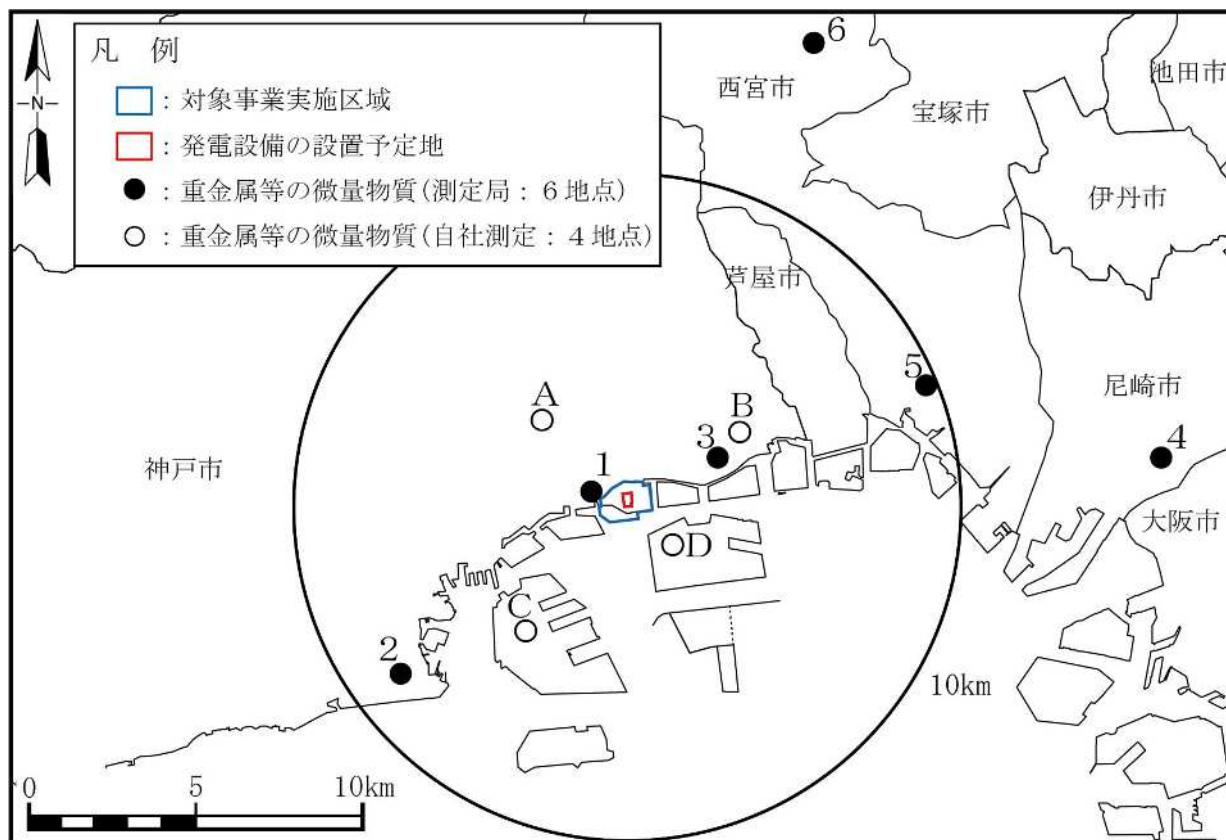 凡 例
：対象事業実施区域
：発電設備の設置予定地
：重金属等の微量物質(測定局：６地点)
：重金属等の微量物質(自社測定：４地点)
N
6
西宮市
宝塚市
池田市
伊丹市
芦屋市
5
尼崎市
A
B
3
4
神戸市
1
大阪市
D
C
2
10km
0 5 10km